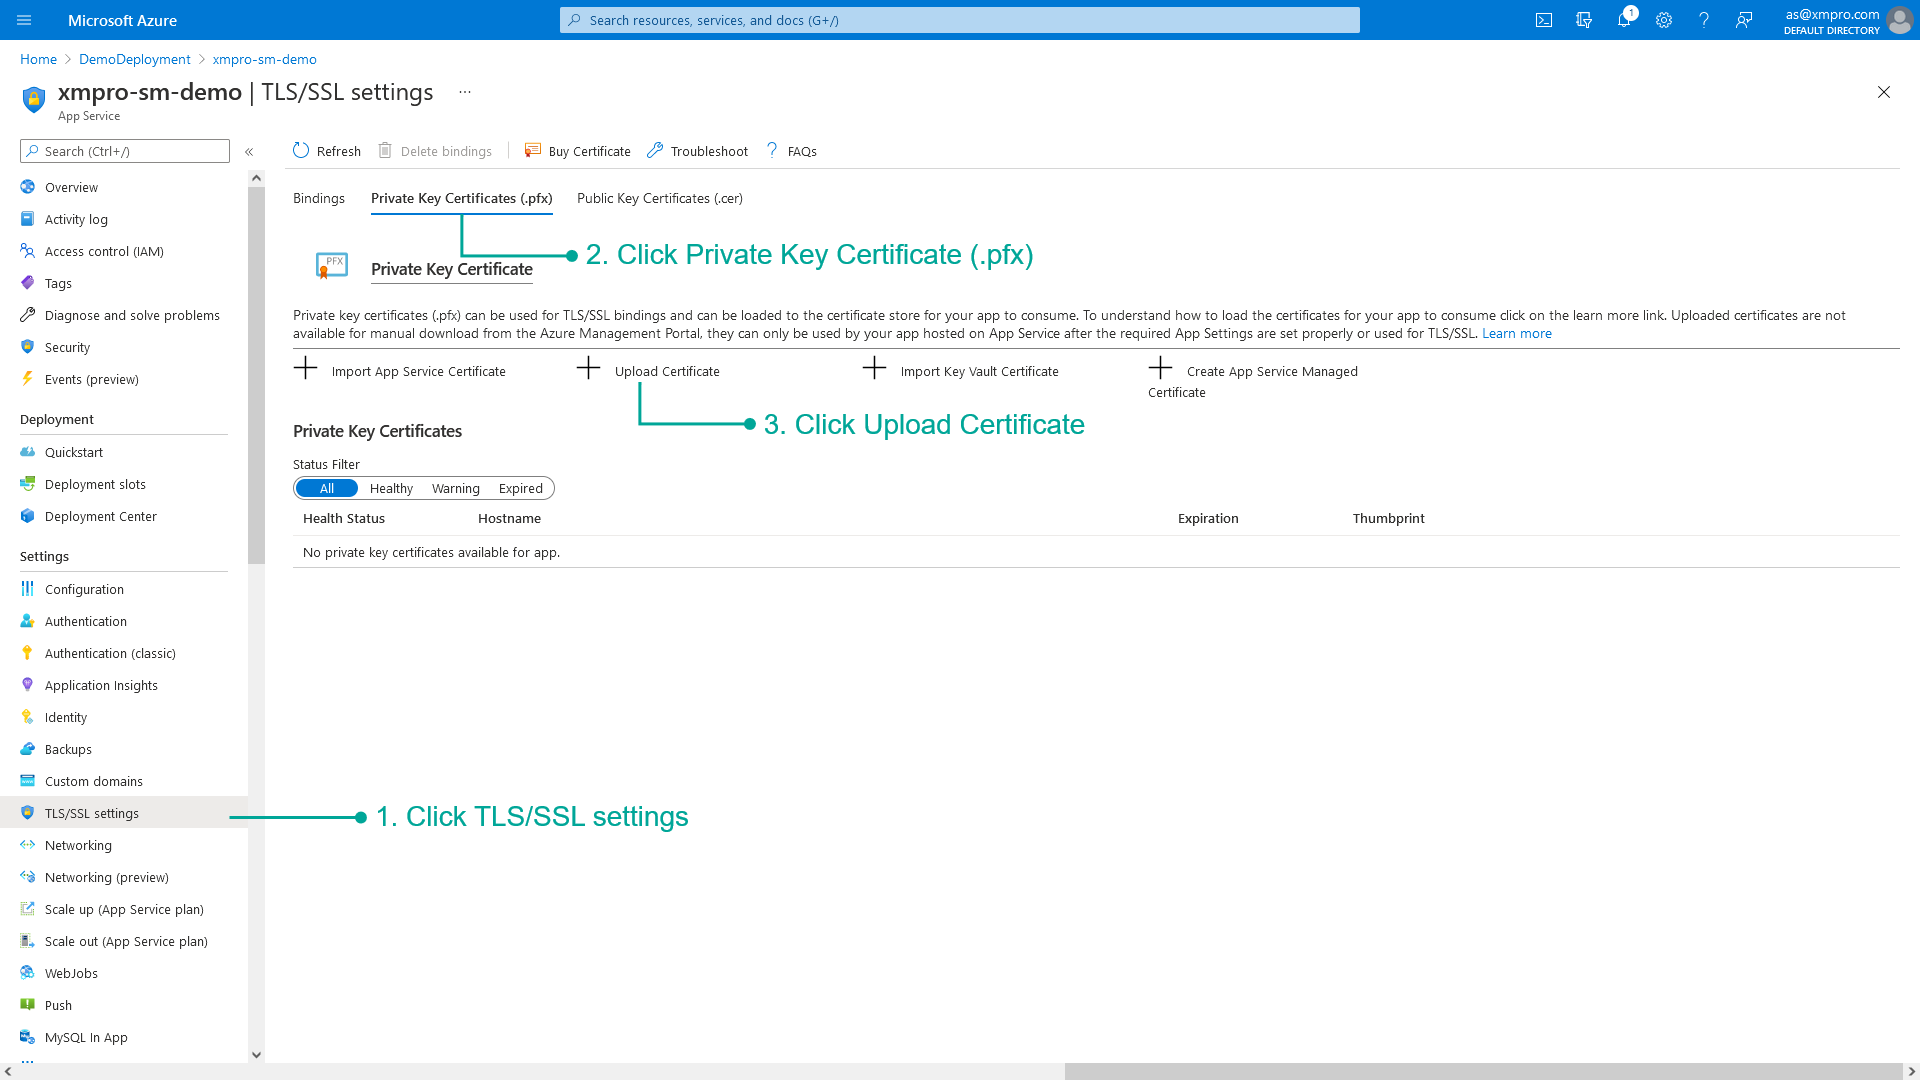 Microsoft Azure
Search resources, services, and docs (G+/)
1
as@xmpro.com
DEFAULT DIRECTORY
Home
DemoDeployment
xmpro-sm-demo
xmpro-sm-demo | TLS/SSL settings
...
App Service
Search (Ctrl+/)
«
Refresh
Delete bindings
Buy Certificate
Troubleshoot
? FAQs
Overview
Activity log
Access control (IAM)
Tags
Diagnose and solve problems
Security
Events (preview)
Deployment
Quickstart
Deployment slots
Deployment Center
Settings
Configuration
Authentication
Authentication (classic)
Application Insights
Identity
Backups
Custom domains
TLS/SSL settings
Networking
Networking (preview)
Scale up (App Service plan)
Scale out (App Service plan)
WebJobs
Push
MySQL In App
Bindings
Private Key Certificates (.pfx)
Public Key Certificates (.cer)
2. Click Private Key Certificate (.pfx)
PFX
Private Key Certificate
Private key certificates (.pfx) can be used for TLS/SSL bindings and can be loaded to the certificate store for your app to consume. To understand how to load the certificates for your app to consume click on the learn more link. Uploaded certificates are not
available for manual download from the Azure Management Portal, they can only be used by your app hosted on App Service after the required App Settings are set properly or used for TLS/SSL. Learn more
Import App Service Certificate
Upload Certificate
Import Key Vault Certificate
Create App Service Managed
Certificate
3. Click Upload Certificate
Private Key Certificates
Status Filter
All
Healthy
Warning
Expired
Health Status
Hostname
Expiration
Thumbprint
No private key certificates available for app.
1. Click TLS/SSL settings